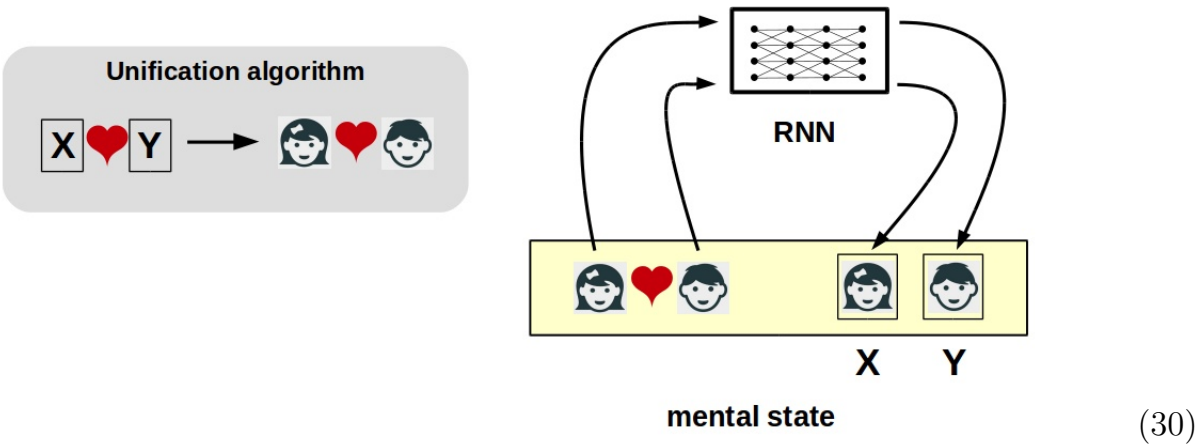 Unification algorithm
X Y
RNN
X Y
mental state
(30)